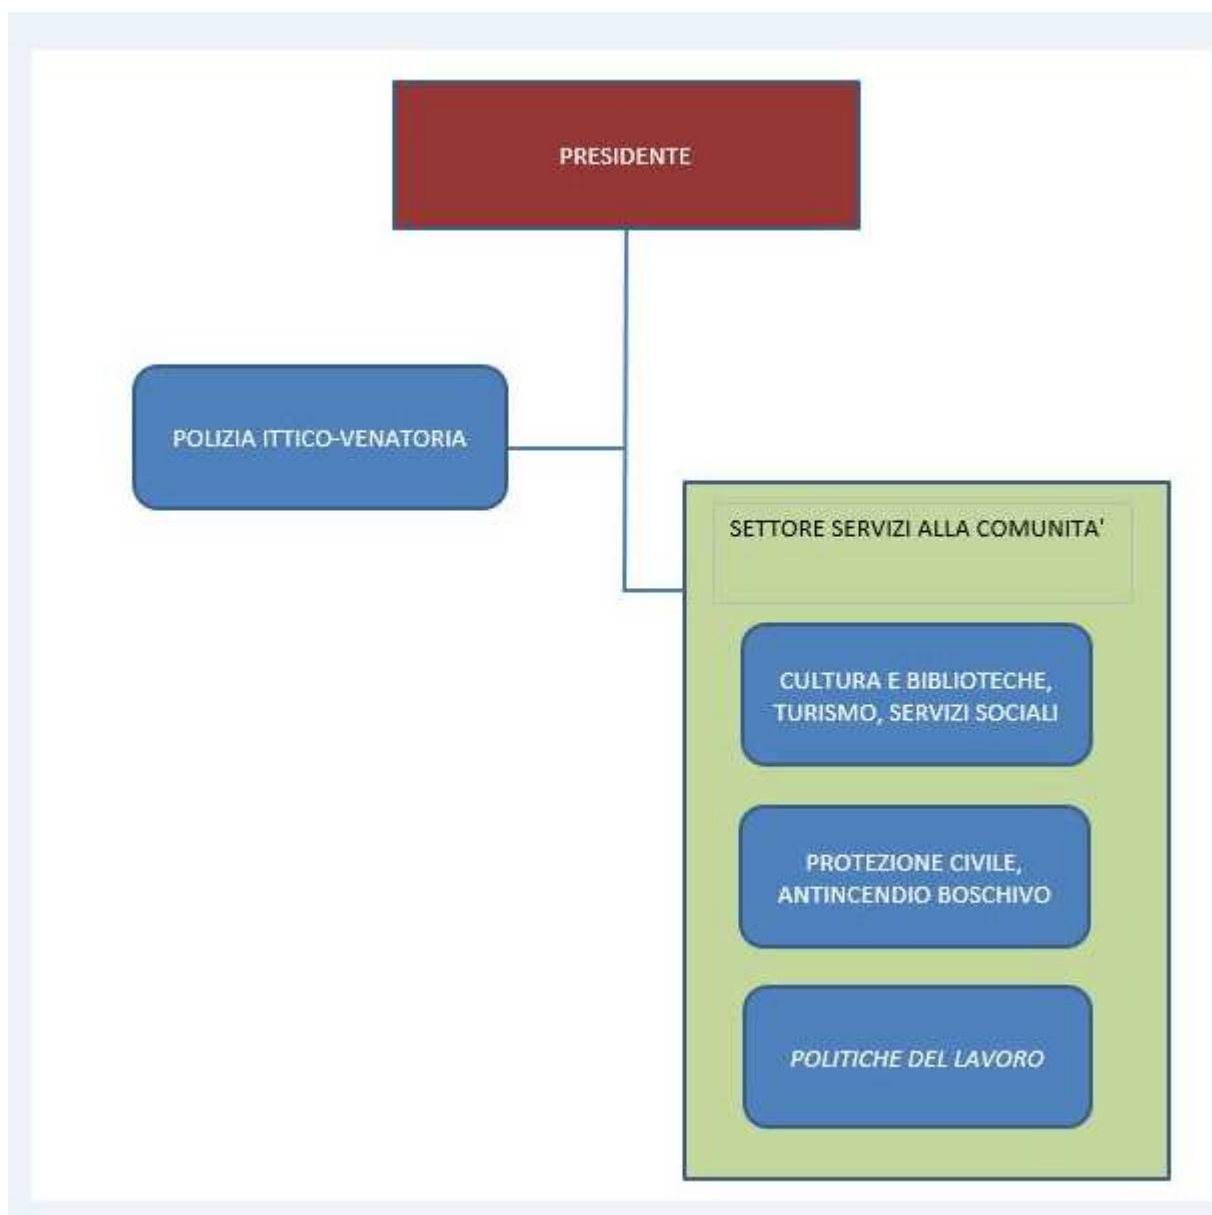 PRESIDENTE
POLIZIA ITTICO-VENATORIA
SETTORE SERVIZI ALLA COMUNITA'
CULTURA E BIBLIOTECHE,
TURISMO, SERVIZI SOCIALI
PROTEZIONE CIVILE,
ANTINCENDIO BOSCHIVO
POLITICHE DEL LAVORO